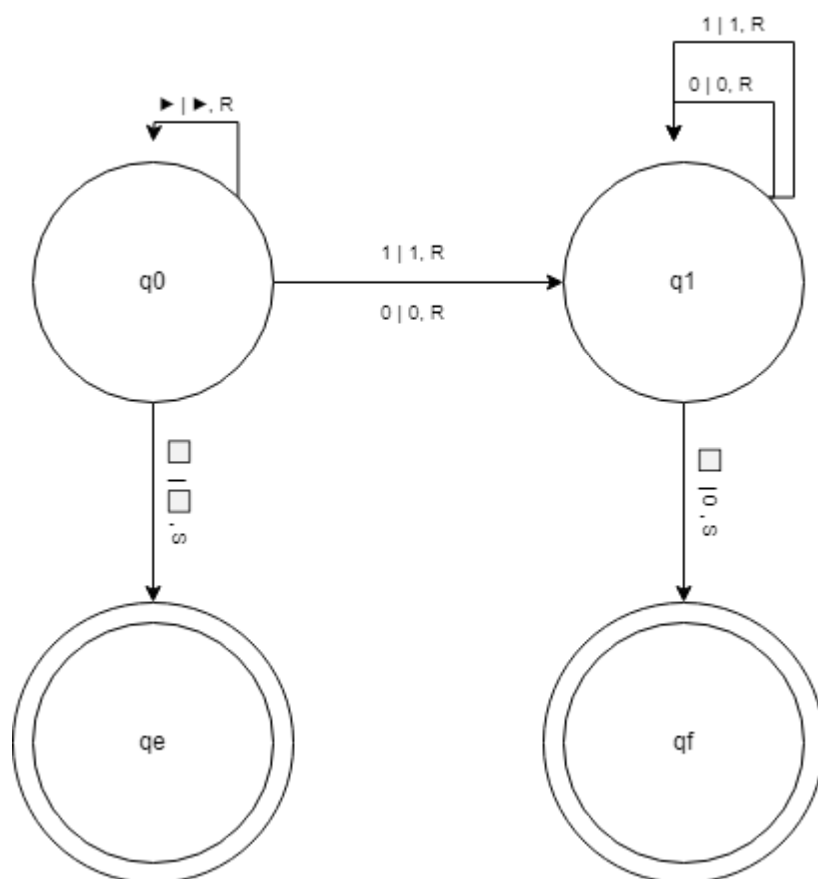 1 | 1, R
► | ►, R
0 | 0, R
1 | 1, R
q0
q1
0 | 0, R
□ | □, S
□ | 0, S
qe
qf